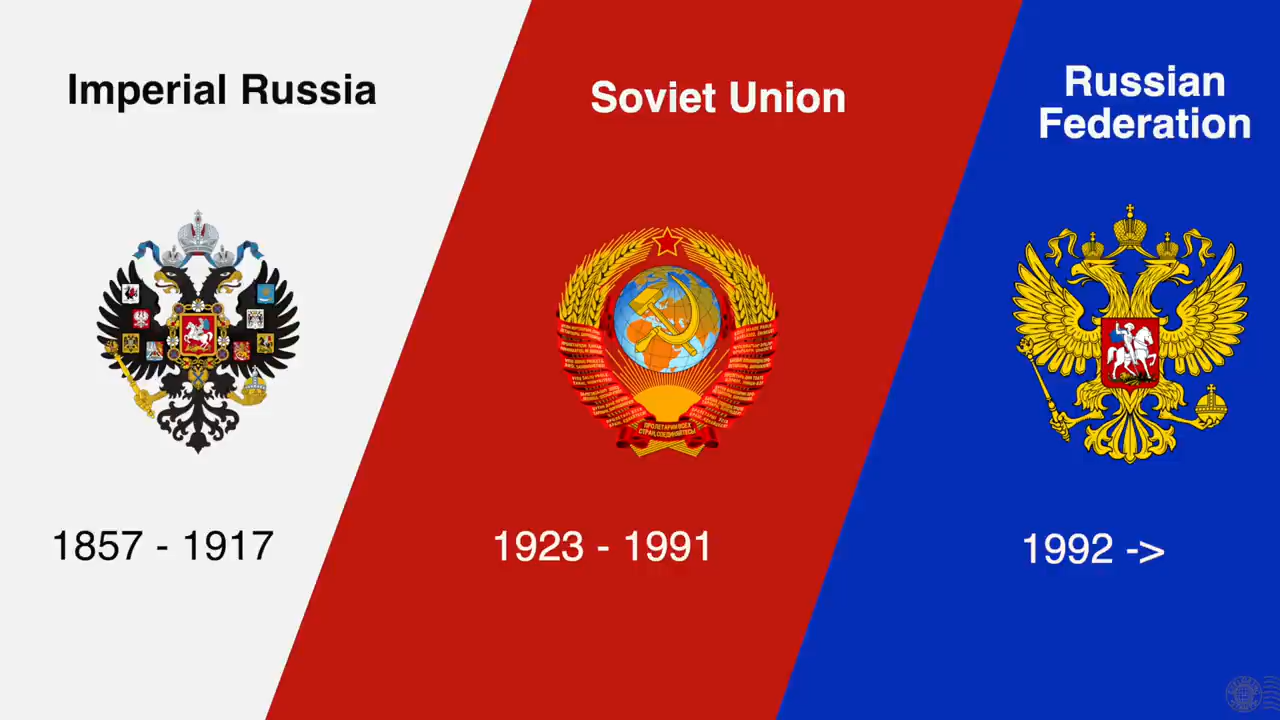 Imperial Russia
1857 - 1917
Soviet Union
ПРОЛЕТАРИИ ВСЕХ
СТРАН, СОЕДИНЯЙТЕСЬ!
1923 - 1991
Russian
Federation
1992 ->